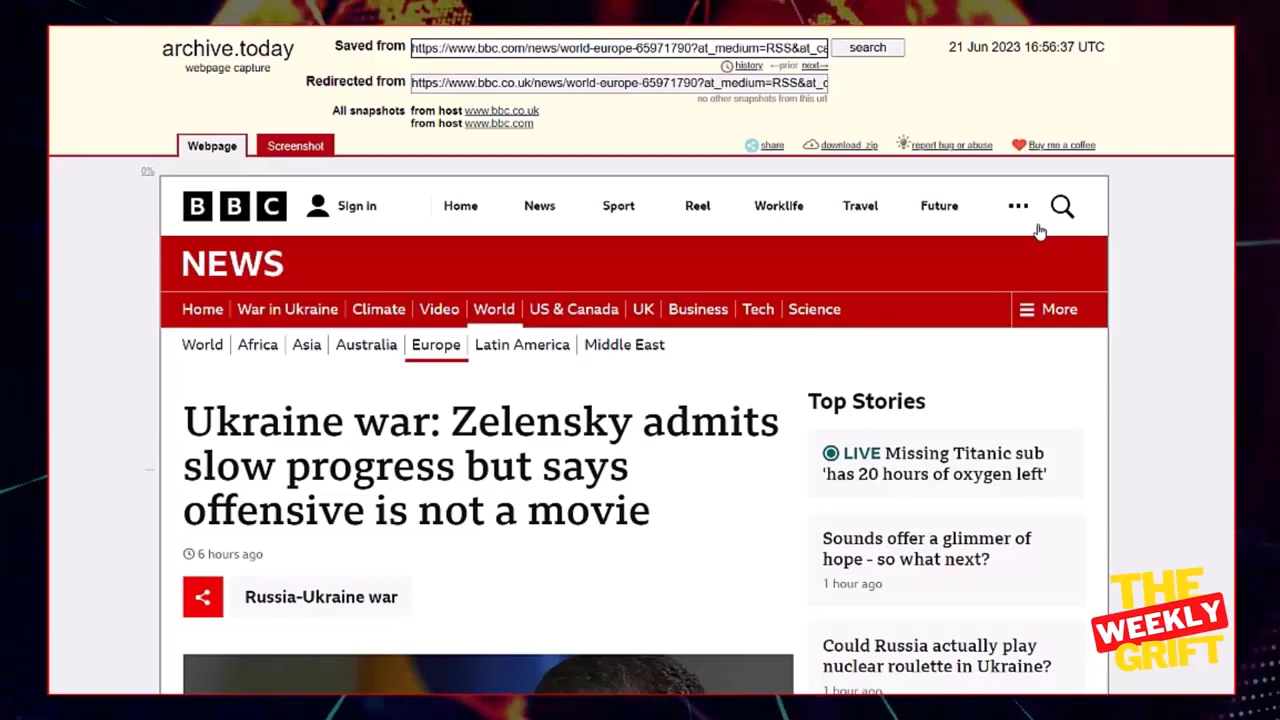 archive.today
webpage capture
Saved from
https://www.bbc.com/news/world-europe-65971790?at_medium=RSS&at_ca
search
21 Jun 2023 16:56:37 UTC
history ←prior next→
Redirected from
https://www.bbc.co.uk/news/world-europe-65971790?at_medium=RSS&at_c
no other snapshots from this url
All snapshots from host www.bbc.co.uk
from host www.bbc.com
Webpage
Screenshot
share
download .zip
report bug or abuse
Buy me a coffee
0%
BBC
Sign in
Home
News
Sport
Reel
Worklife
Travel
Future
NEWS
Home
War in Ukraine
Climate
Video
World
US & Canada
UK
Business
Tech
Science
More
World
Africa
Asia
Australia
Europe
Latin America
Middle East
Ukraine war: Zelensky admits
slow progress but says
offensive is not a movie
6 hours ago
Russia-Ukraine war
Top Stories
LIVE Missing Titanic sub
'has 20 hours of oxygen left'
Sounds offer a glimmer of
hope - so what next?
1 hour ago
Could Russia actually play
nuclear roulette in Ukraine?
1 hour ago
THE
WEEKLY
GRIFT